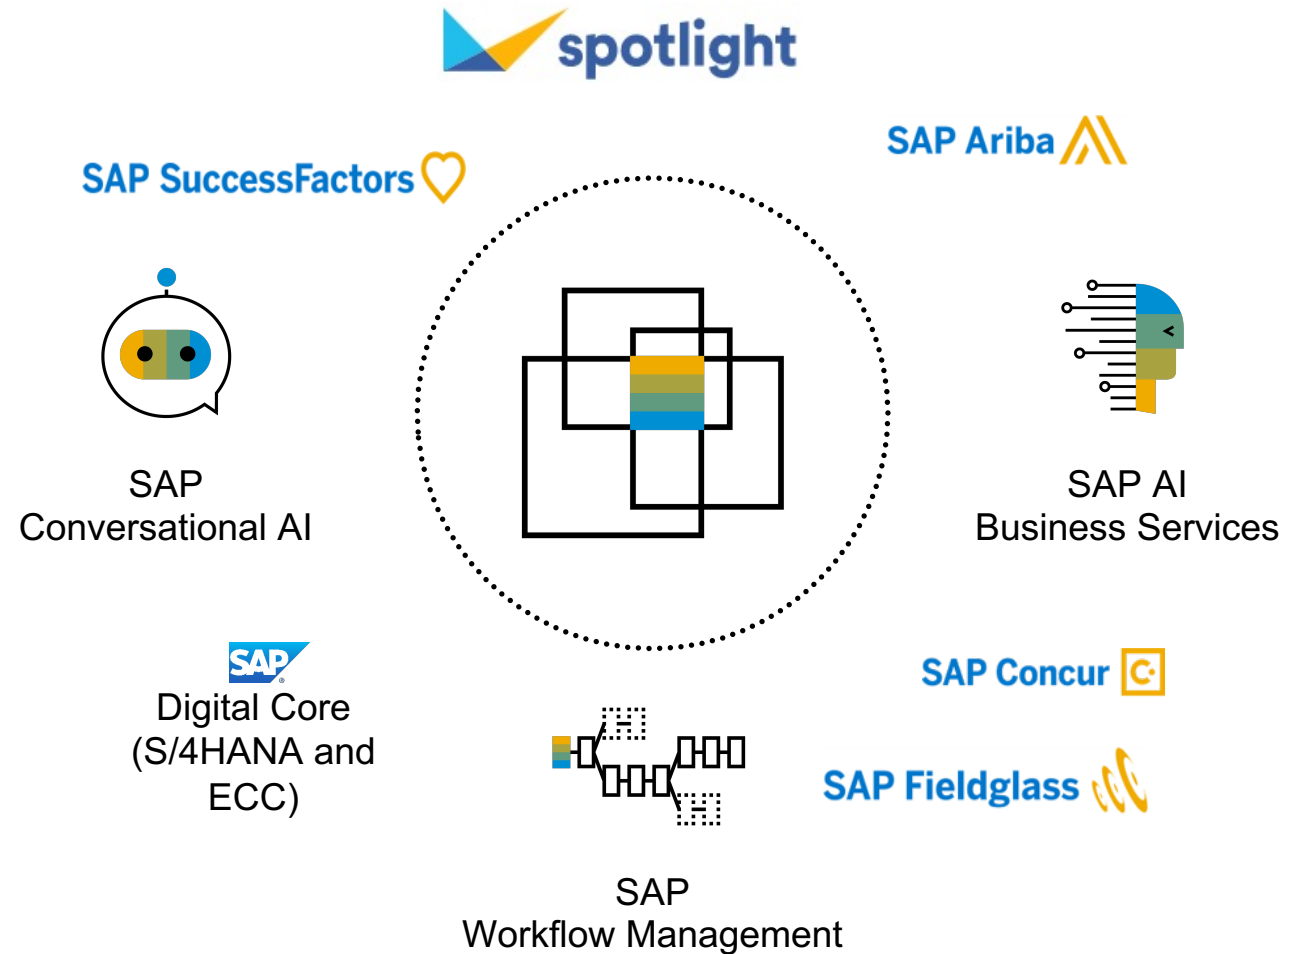 spotlight
SAP Ariba
SAP SuccessFactors
SAP
Conversational AI
SAP AI
Business Services
SAP
Digital Core
(S/4HANA and
ECC)
SAP Concur
SAP Fieldglass
SAP
Workflow Management